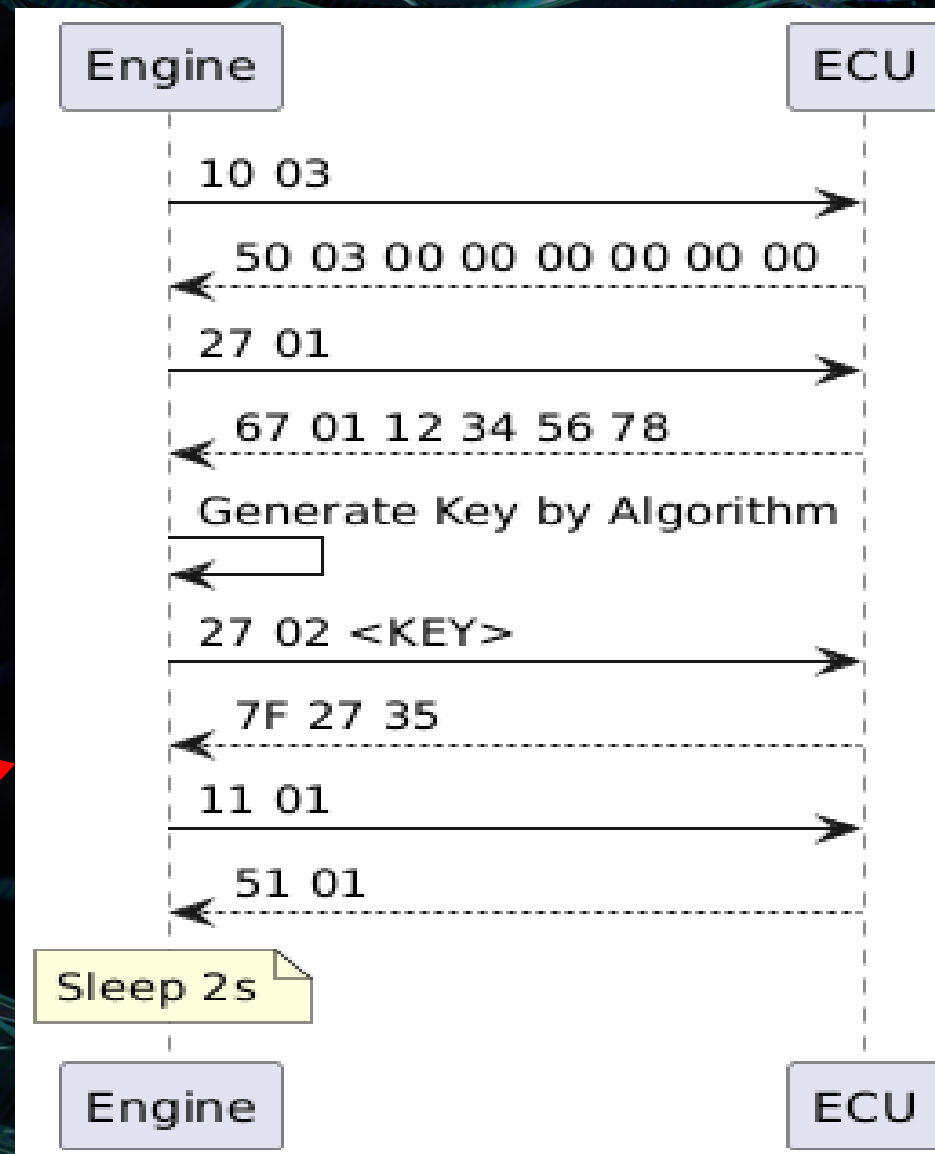 Engine ECU
10 03
50 03 00 00 00 00 00 00
27 01
67 01 12 34 56 78
Generate Key by Algorithm
27 02 <KEY>
7F 27 35
11 01
51 01
Sleep 2s
Engine ECU